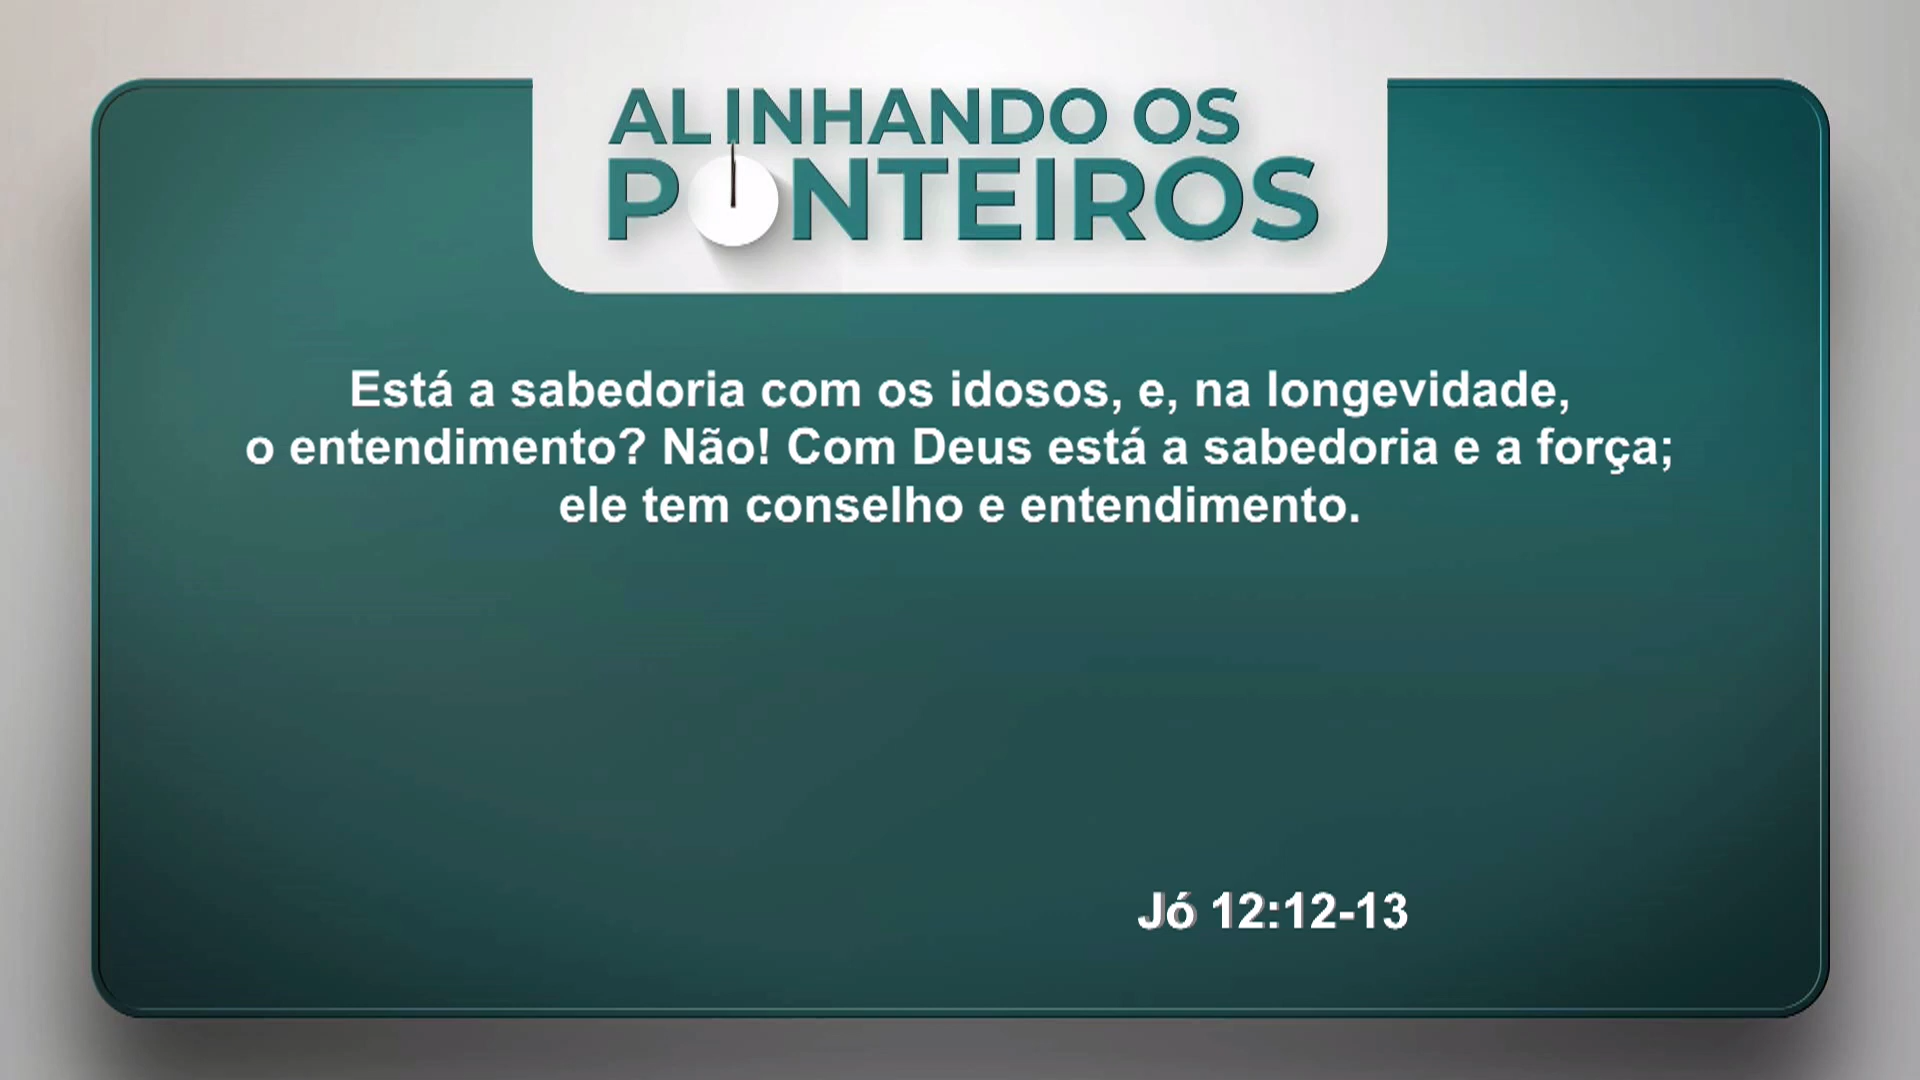 ALINHANDO OS
PONTEIROS
Está a sabedoria com os idosos, e, na longevidade,
o entendimento? Não! Com Deus está a sabedoria e a força;
ele tem conselho e entendimento.
Jó 12:12-13